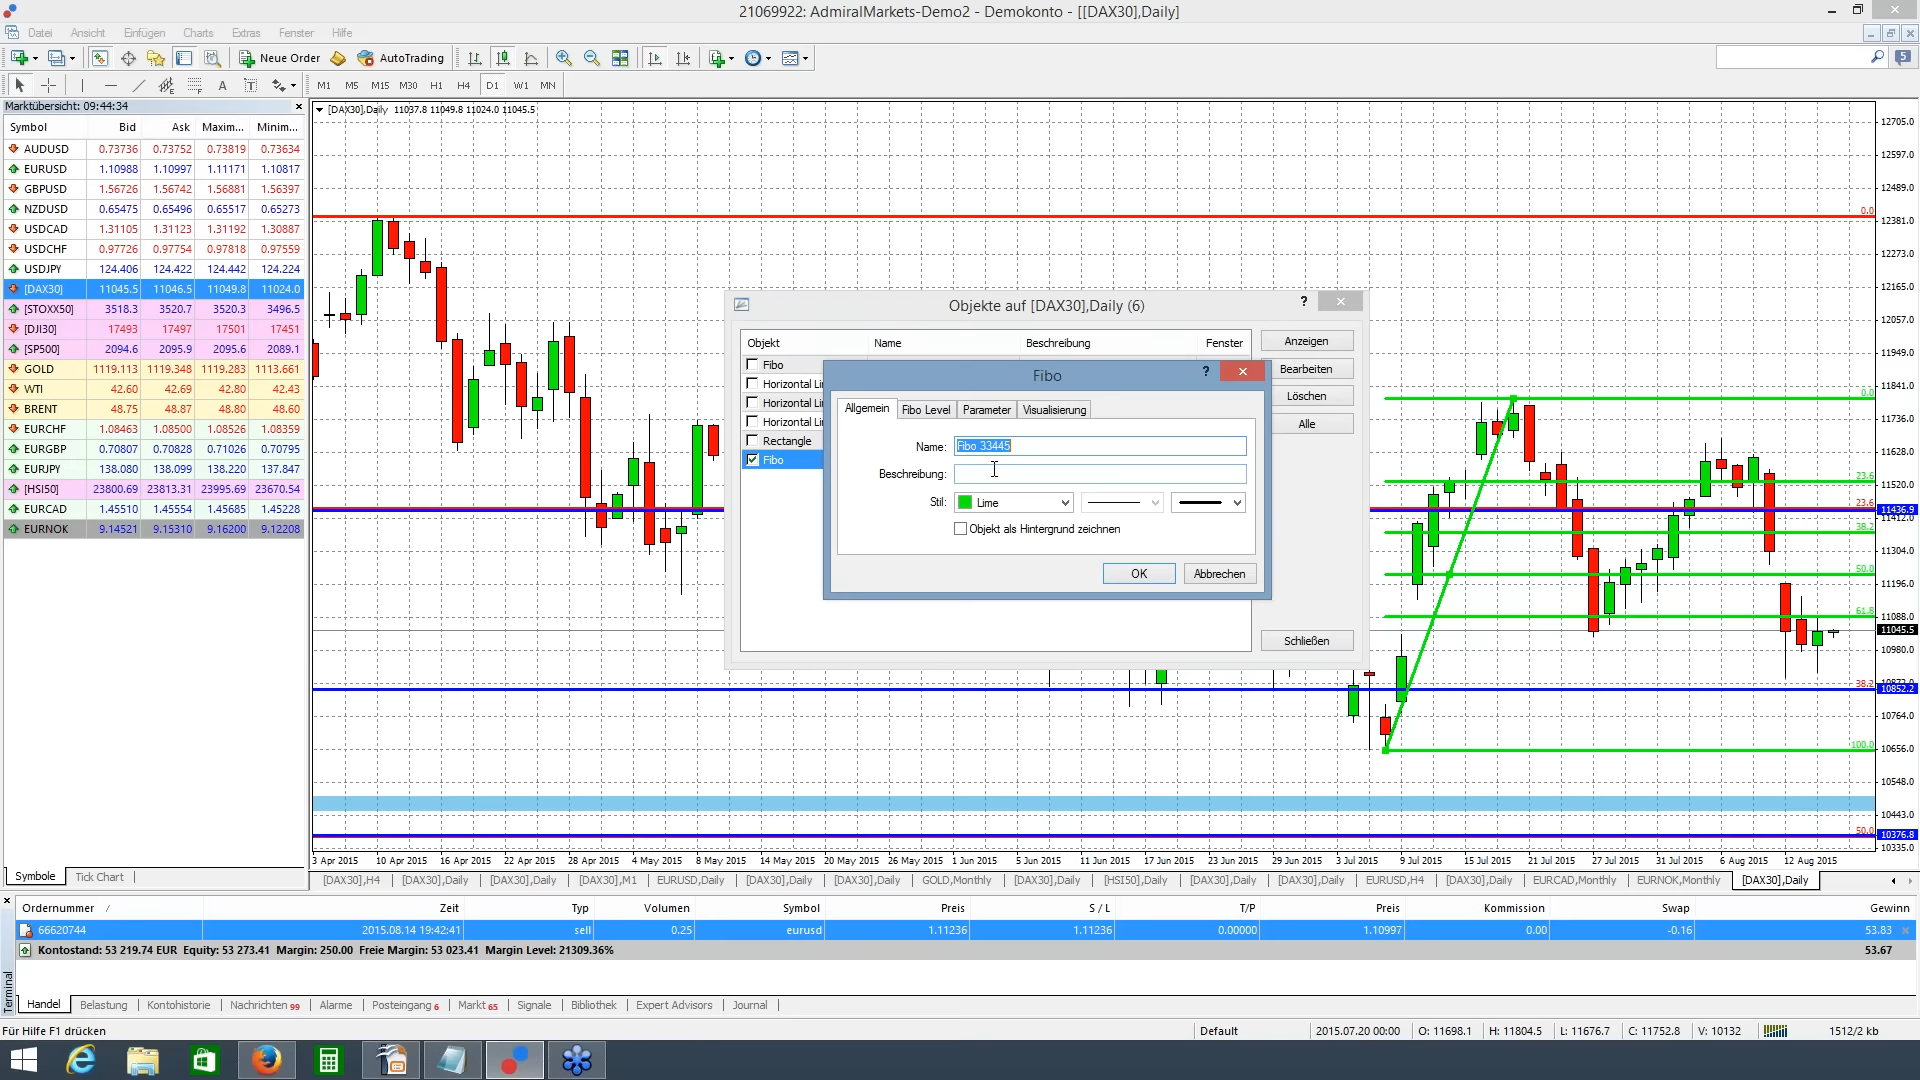 21069922: AdmiralMarkets-Demo2 - Demokonto - [[DAX30],Daily]
Datei Ansicht Einfügen Charts Extras Fenster Hilfe
Neue Order AutoTrading
5
A T M1 M5 M15 M30 H1 H4 D1 W1 MN
Marktübersicht: 09:44:34
Symbol Bid Ask Maxim... Minim...
AUDUSD 0.73736 0.73752 0.73819 0.73634
EURUSD 1.10988 1.10997 1.11171 1.10817
GBPUSD 1.56726 1.56742 1.56881 1.56397
NZDUSD 0.65475 0.65496 0.65517 0.65273
USDCAD 1.31105 1.31123 1.31192 1.30887
USDCHF 0.97726 0.97754 0.97818 0.97559
USDJPY 124.406 124.422 124.442 124.224
[DAX30] 11045.5 11046.5 11049.8 11024.0
[STOXX50] 3518.3 3520.7 3520.3 3496.5
[DJI30] 17493 17497 17501 17451
[SP500] 2094.6 2095.9 2095.6 2089.1
GOLD 1119.113 1119.348 1119.283 1113.661
WTI 42.60 42.69 42.80 42.43
BRENT 48.75 48.87 48.80 48.60
EURCHF 1.08463 1.08500 1.08526 1.08359
EURGBP 0.70807 0.70828 0.71026 0.70795
EURJPY 138.080 138.099 138.220 137.847
[HSI50] 23800.69 23813.31 23995.69 23670.54
EURCAD 1.45510 1.45554 1.45685 1.45228
EURNOK 9.14521 9.15310 9.16200 9.12208
Symbole Tick Chart
[DAX30],Daily 11037.8 11049.8 11024.0 11045.5
12705.0
12597.0
12489.0
0.0
12381.0
12273.0
12165.0
12057.0
11949.0
11841.0
0.0
11736.0
11628.0
23.6
11520.0
23.6
11436.9
11412.0
38.2
11304.0
50.0
11196.0
61.8
11088.0
11045.5
10980.0
38.2
10852.2
10764.0
100.0
10656.0
10548.0
10443.0
50.0
10376.8
10335.0
Objekte auf [DAX30],Daily (6)
Objekt Name Beschreibung Fenster
Fibo
Horizontal Li
Horizontal Li
Horizontal Li
Rectangle
Fibo
Anzeigen
Bearbeiten
Löschen
Alle
Schließen
Fibo
Allgemein Fibo Level Parameter Visualisierung
Name: Fibo 33445
Beschreibung:
Stil: Lime
Objekt als Hintergrund zeichnen
OK Abbrechen
3 Apr 2015 10 Apr 2015 16 Apr 2015 22 Apr 2015 28 Apr 2015 4 May 2015 8 May 2015 14 May 2015 20 May 2015 26 May 2015 1 Jun 2015 5 Jun 2015 11 Jun 2015 17 Jun 2015 23 Jun 2015 29 Jun 2015 3 Jul 2015 9 Jul 2015 15 Jul 2015 21 Jul 2015 27 Jul 2015 31 Jul 2015 6 Aug 2015 12 Aug 2015
[DAX30],H4 [DAX30],Daily [DAX30],Daily [DAX30],M1 EURUSD,Daily [DAX30],Daily [DAX30],Daily GOLD,Monthly [DAX30],Daily [HSI50],Daily [DAX30],Daily [DAX30],Daily EURUSD,H4 [DAX30],Daily EURCAD,Monthly EURNOK,Monthly [DAX30],Daily
Ordernummer / Zeit Typ Volumen Symbol Preis S / L T/P Preis Kommission Swap Gewinn
66620744 2015.08.14 19:42:41 sell 0.25 eurusd 1.11236 1.11236 0.00000 1.10997 0.00 -0.16 53.83
Kontostand: 53 219.74 EUR Equity: 53 273.41 Margin: 250.00 Freie Margin: 53 023.41 Margin Level: 21309.36% 53.67
Terminal
Handel Belastung Kontohistorie Nachrichten 99 Alarme Posteingang 6 Markt 65 Signale Bibliothek Expert Advisors Journal
Für Hilfe F1 drücken Default 2015.07.20 00:00 O: 11698.1 H: 11804.5 L: 11676.7 C: 11752.8 V: 10132 1512/2 kb